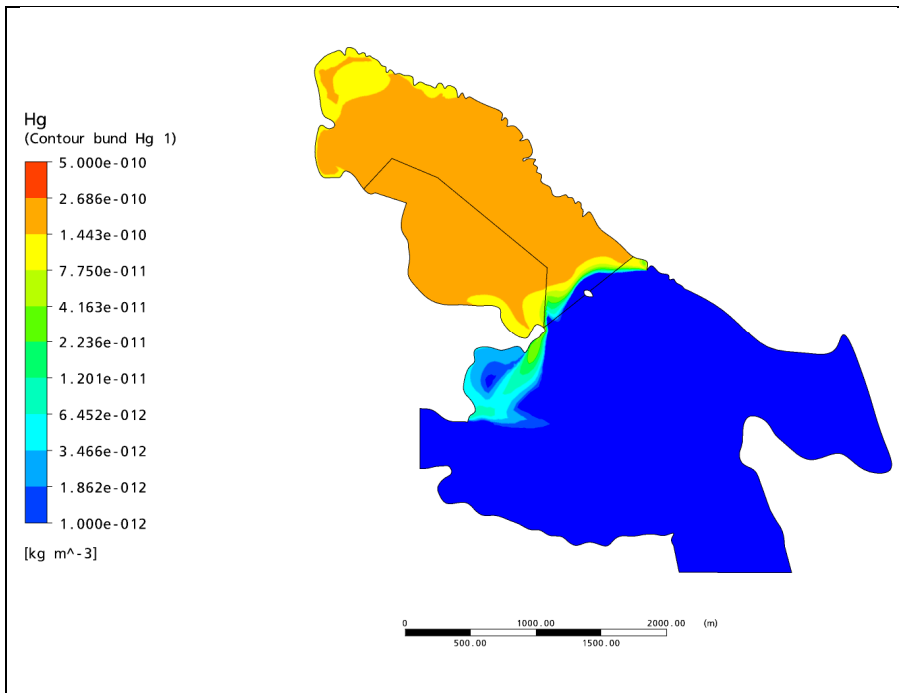 Hg
(Contour bund Hg 1)
5.000e-010
2.686e-010
1.443e-010
7.750e-011
4.163e-011
2.236e-011
1.201e-011
6.452e-012
3.466e-012
1.862e-012
1.000e-012
[kg m^-3]
0 1000.00 2000.00 (m)
500.00 1500.00